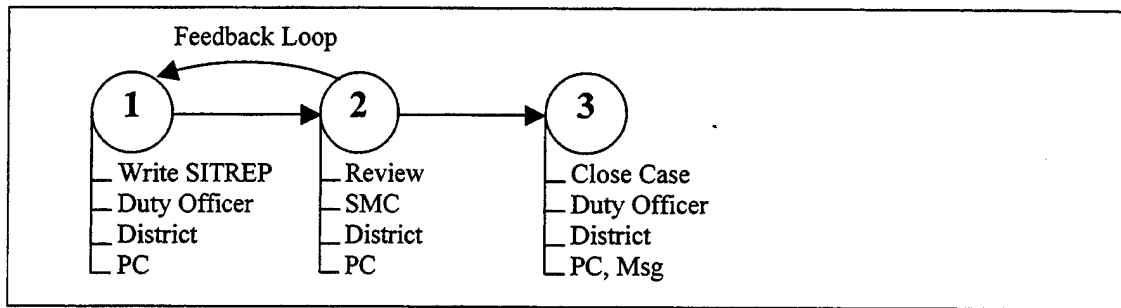 Feedback Loop
1 2 3
Write SITREP Review Close Case
Duty Officer SMC Duty Officer
District District District
PC PC PC, Msg